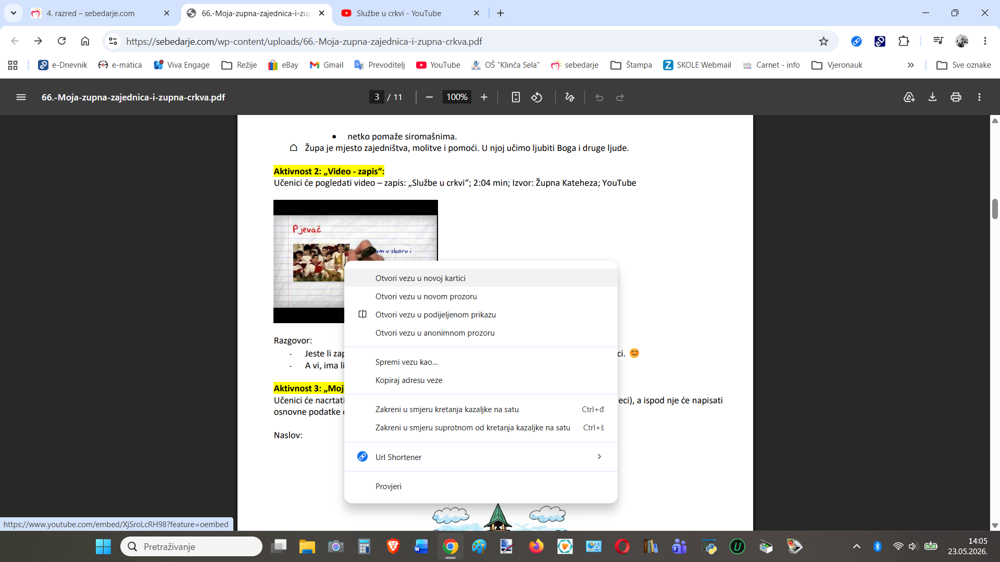 4. razred – sebedarje.com
66.-Moja-zupna-zajednica-i-zup
Službe u crkvi - YouTube
https://sebedarje.com/wp-content/uploads/66.-Moja-zupna-zajednica-i-zupna-crkva.pdf
e-Dnevnik
e-matica
Viva Engage
Režije
eBay
Gmail
Prevoditelj
YouTube
OŠ "Klinča Sela"
sebedarje
Štampa
SKOLE Webmail
info
Carnet - info
Vjeronauk
Sve oznake
66.-Moja-zupna-zajednica-i-zupna-crkva.pdf
3 / 11
100%
• netko pomaže siromašnima.
Župa je mjesto zajedništva, molitve i pomoći. U njoj učimo ljubiti Boga i druge ljude.
Aktivnost 2: „Video - zapis“:
Učenici će pogledati video – zapis: „Službe u crkvi“; 2:04 min; Izvor: Župna Kateheza; YouTube
Pjevač
am u zboru i
Otvori vezu u novoj kartici
Otvori vezu u novom prozoru
Otvori vezu u podijeljenom prikazu
Otvori vezu u anonimnom prozoru
Razgovor:
- Jeste li zap
ci. 😊
- A vi, ima li
Spremi vezu kao...
Kopiraj adresu veze
Aktivnost 3: „Moj
Učenici će nacrtati
eci), a ispod nje će napisati
osnovne podatke o
Zakreni u smjeru kretanja kazaljke na satu Ctrl+đ
Zakreni u smjeru suprotnom od kretanja kazaljke na satu Ctrl+š
Naslov:
Url Shortener
Provjeri
https://www.youtube.com/embed/XjSroLcRH98?feature=oembed
Pretraživanje
14:05
23.05.2026.